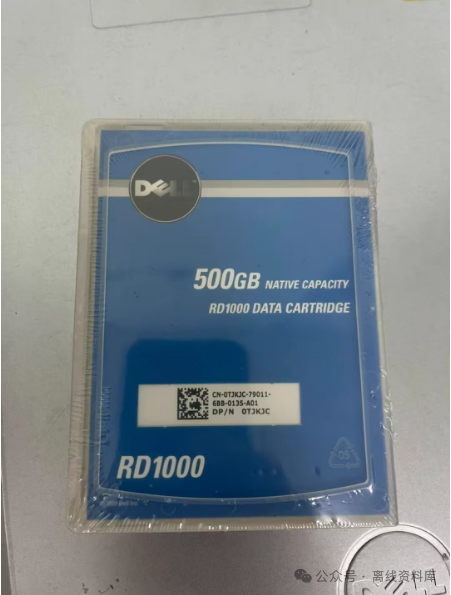 DELL
500GB NATIVE CAPACITY
RD1000 DATA CARTRIDGE
CN-0TJKJC-79011-
6BB-0135-A01
DP/N 0TJKJC
RD1000
05
公众号 · 离线资料库